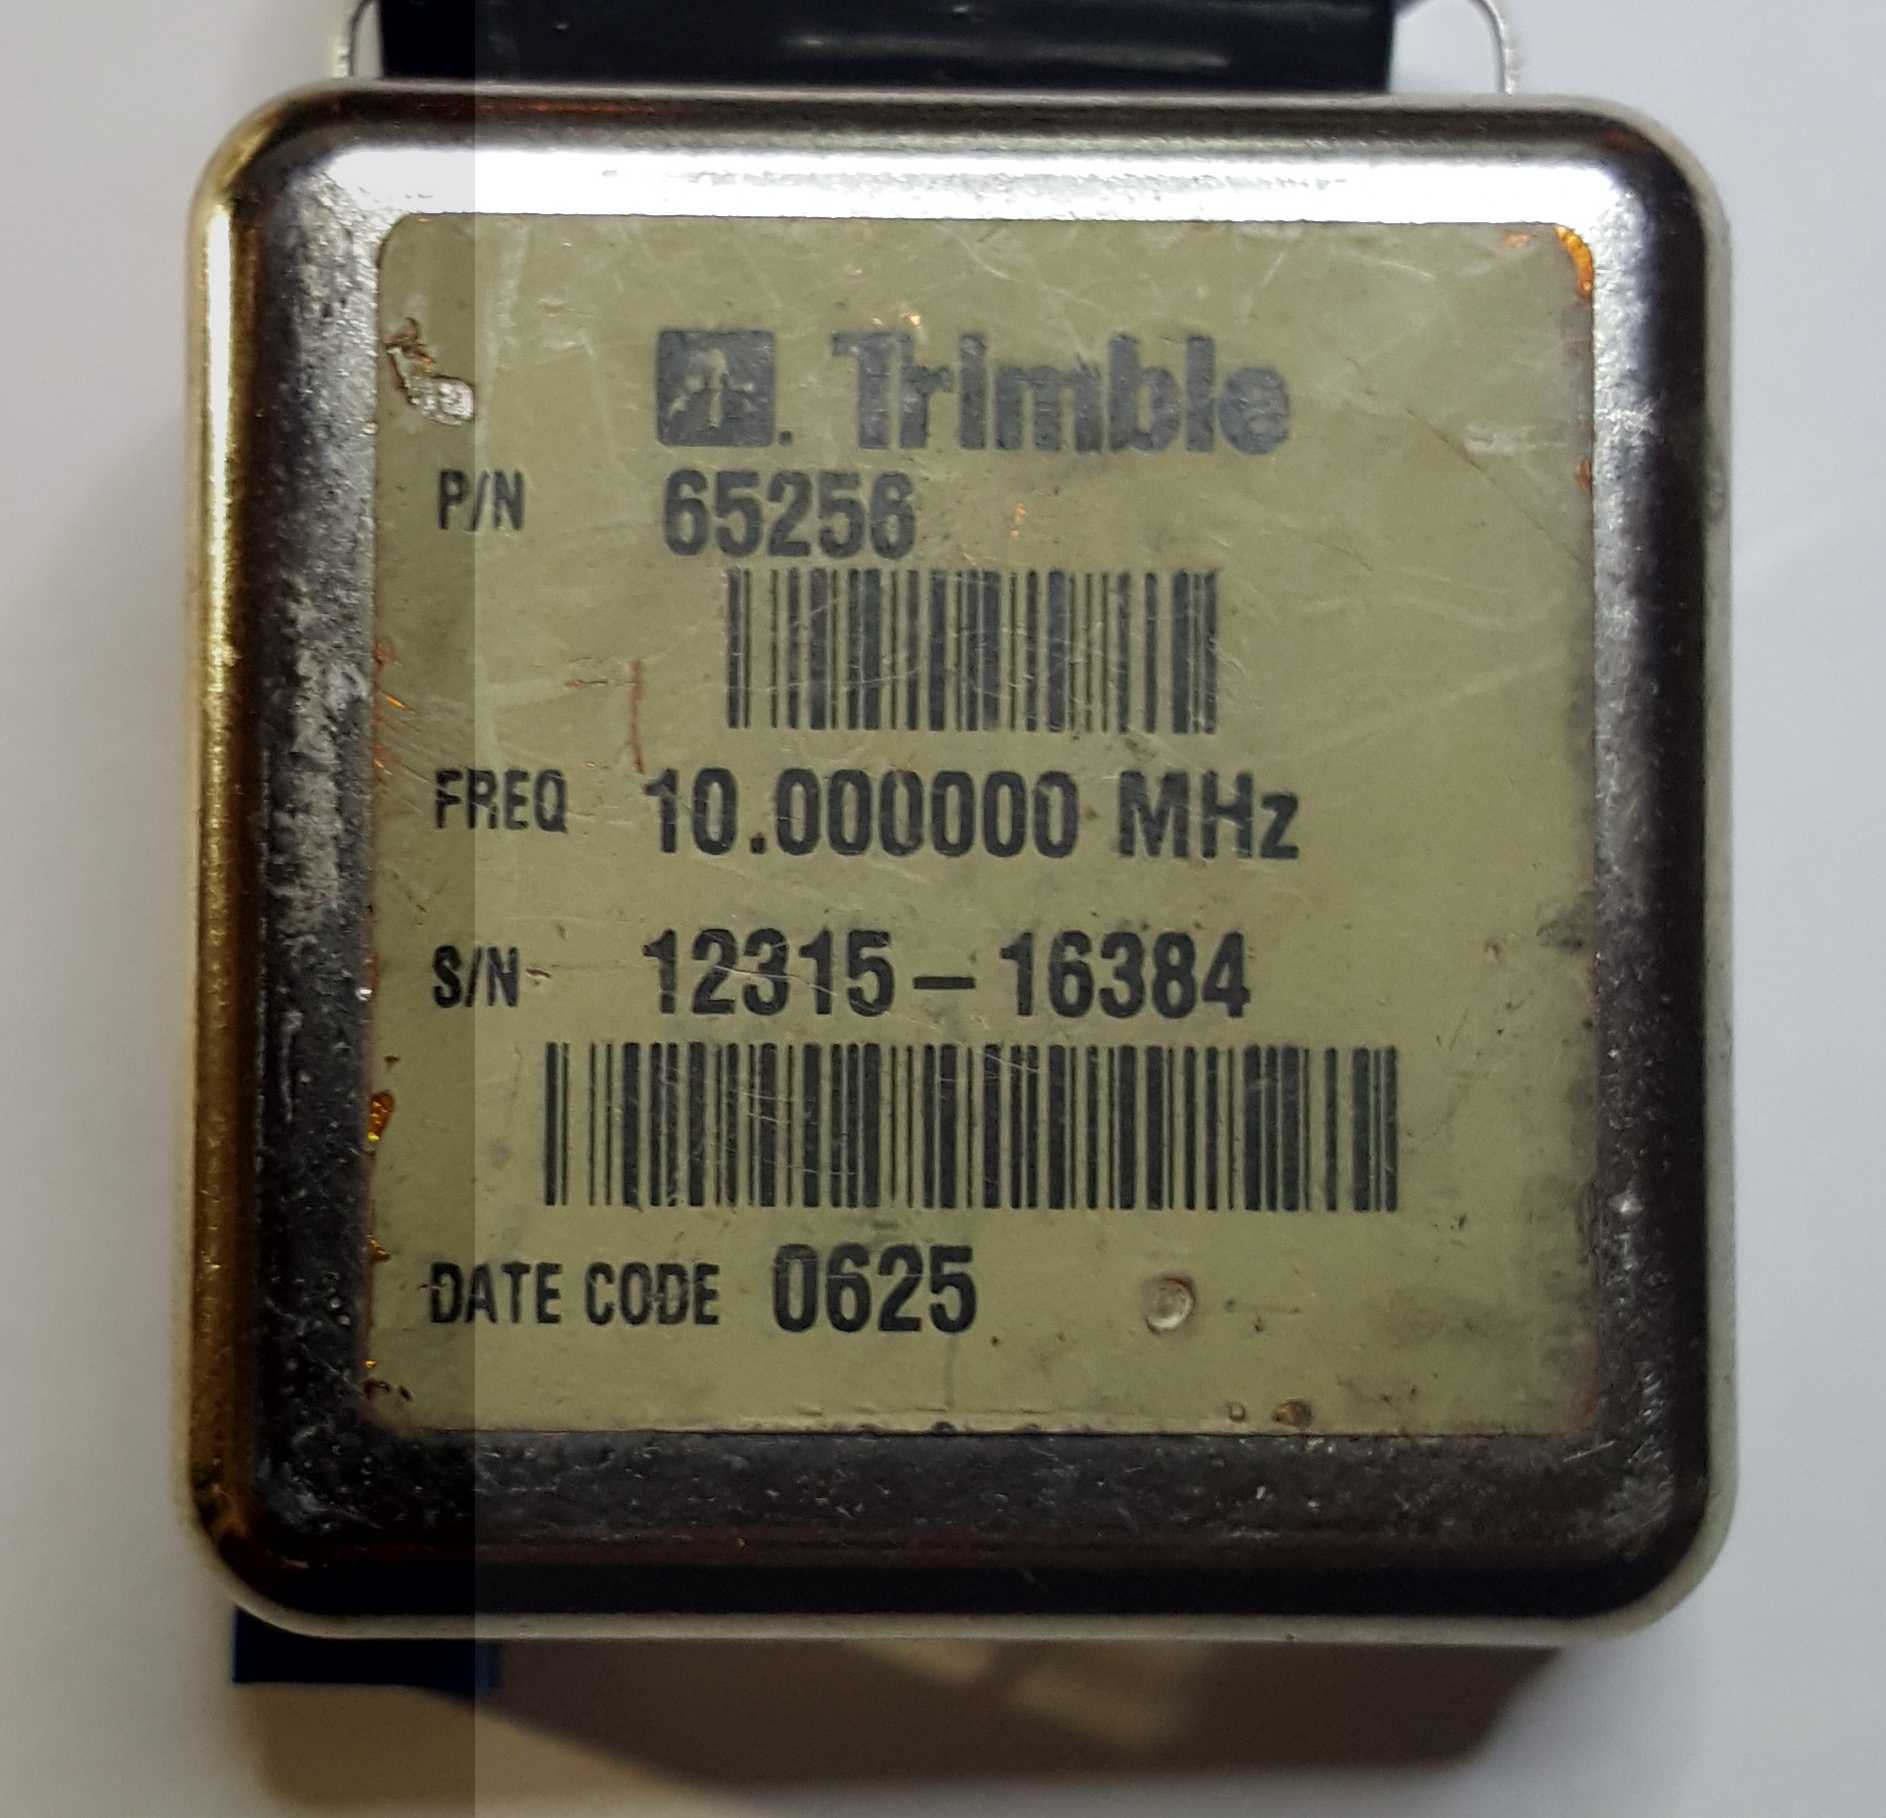 Trimble
P/N 65256
FREQ 10.000000 MHz
S/N 12315-16384
DATE CODE 0625